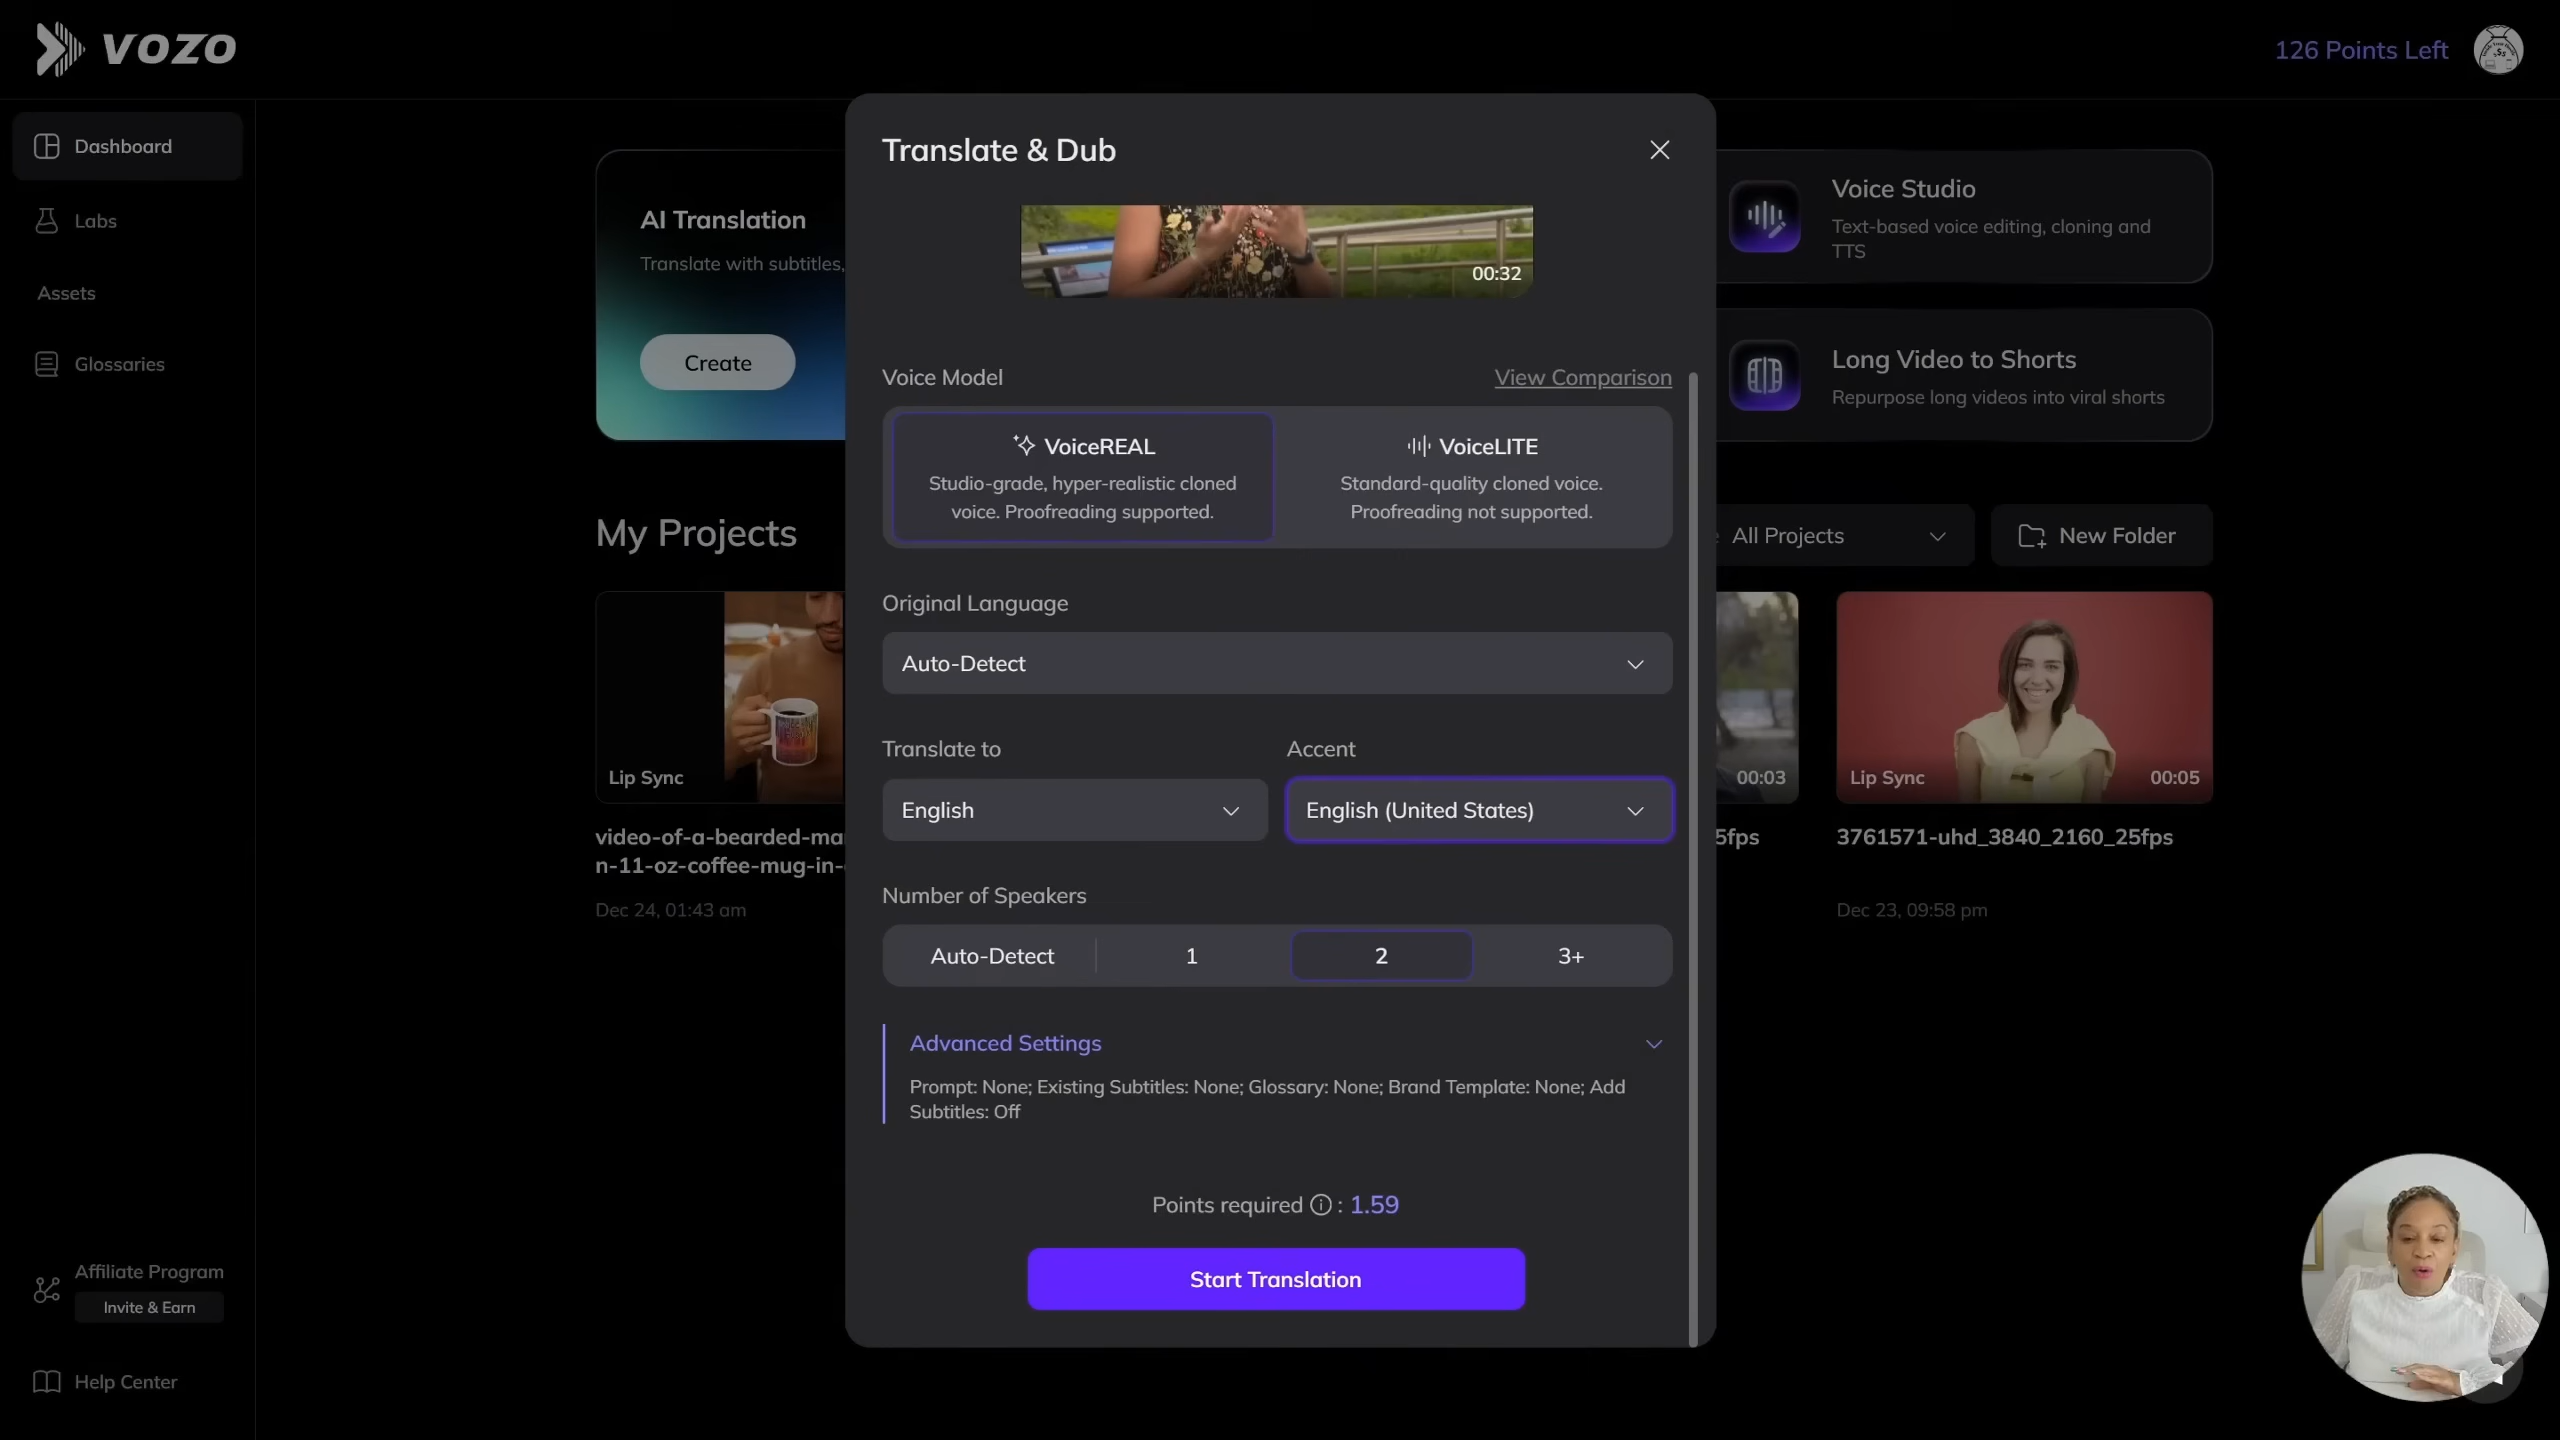 VOZO
126 Points Left
Dashboard
Labs
Assets
Glossaries
Affiliate Program
Invite & Earn
Help Center
AI Translation
Translate with subtitles,
Create
My Projects
Lip Sync
video-of-a-bearded-ma
n-11-oz-coffee-mug-in-
Dec 24, 01:43 am
Translate & Dub
00:32
Voice Model
View Comparison
VoiceREAL
Studio-grade, hyper-realistic cloned
voice. Proofreading supported.
VoiceLITE
Standard-quality cloned voice.
Proofreading not supported.
Original Language
Auto-Detect
Translate to
Accent
English
English (United States)
Number of Speakers
Auto-Detect
1
2
3+
Advanced Settings
Prompt: None; Existing Subtitles: None; Glossary: None; Brand Template: None; Add
Subtitles: Off
Points required : 1.59
Start Translation
Voice Studio
Text-based voice editing, cloning and
TTS
Long Video to Shorts
Repurpose long videos into viral shorts
All Projects
New Folder
00:03
5fps
Lip Sync
00:05
3761571-uhd_3840_2160_25fps
Dec 23, 09:58 pm